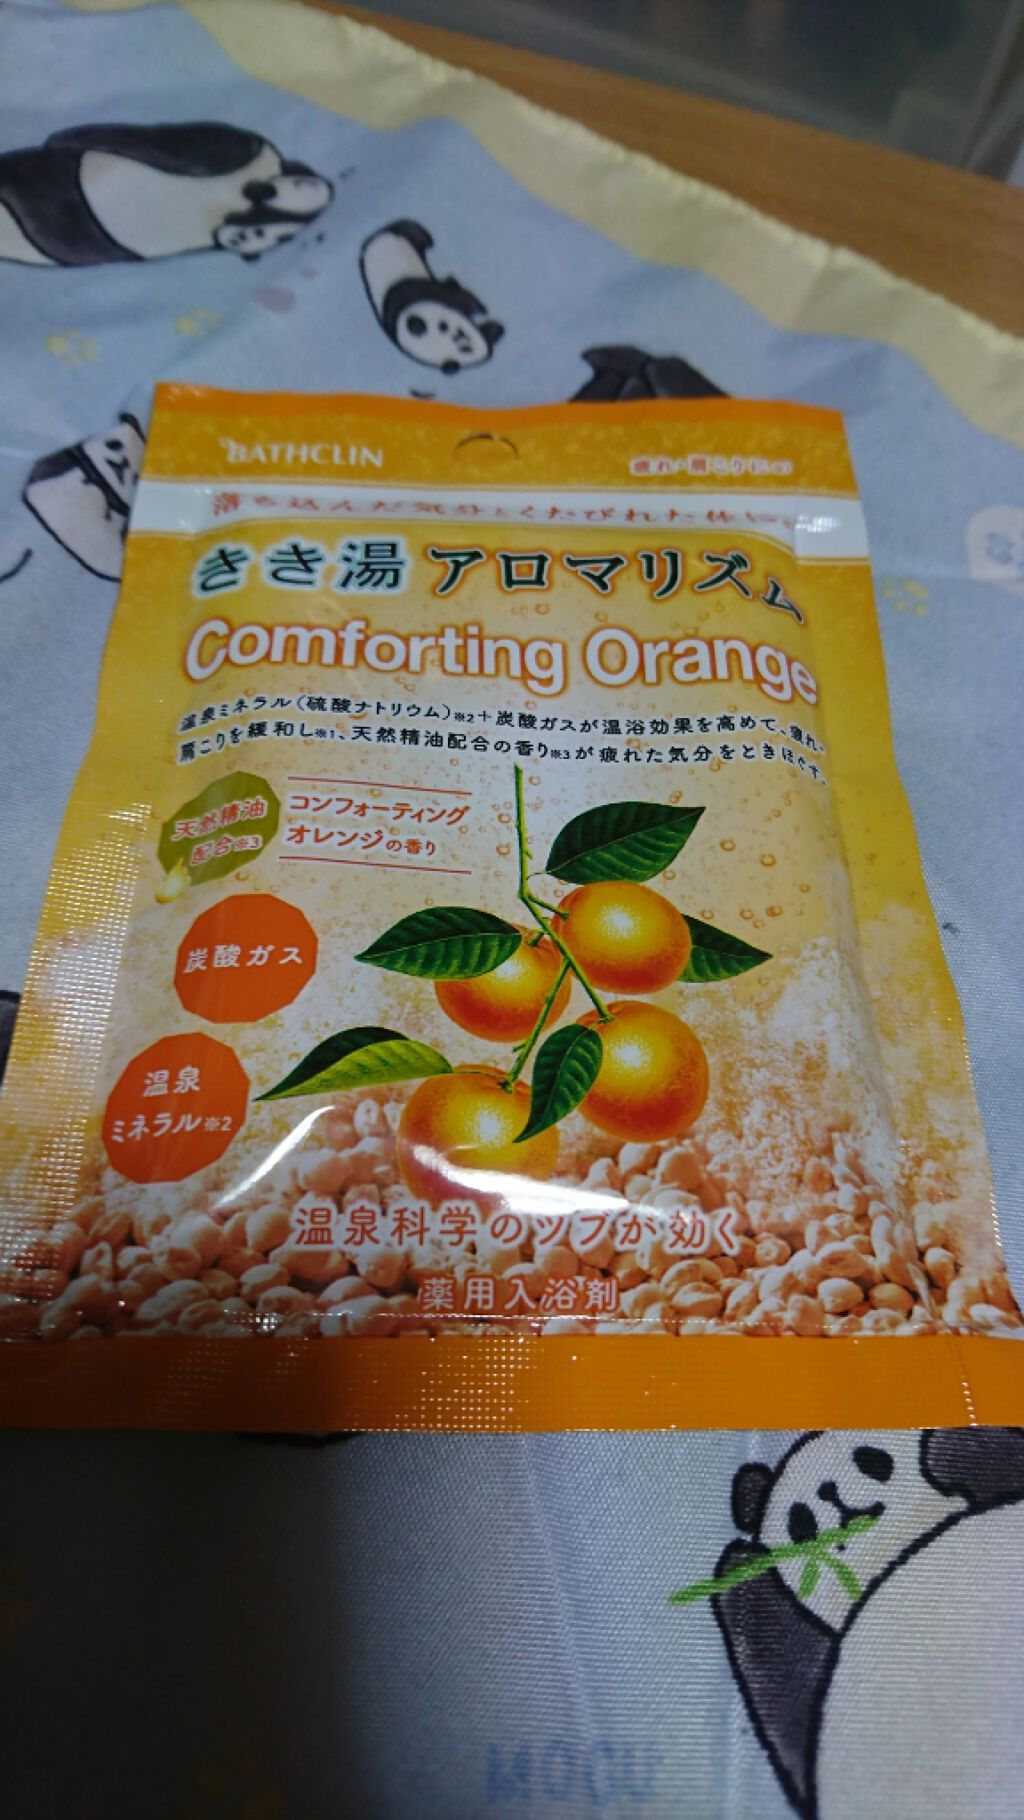 BATHCLIN
疲れ・肩こりに※1
落ち込んだ気分とくたびれた体に
きき湯 アロマリズム
Comforting Orange
温泉ミネラル(硫酸ナトリウム)※2+炭酸ガスが温浴効果を高めて、疲れ・
肩こりを緩和し※1、天然精油配合の香り※3が疲れた気分をときほぐす。
天然精油
配合※3
コンフォーティング
オレンジの香り
炭酸ガス
温泉
ミネラル※2
温泉科学のツブが効く
薬用入浴剤